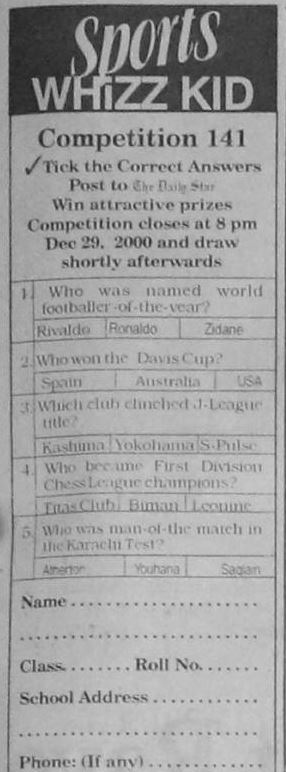 Sports
WHIZZ KID
Competition 141
✓Tick the Correct Answers
Post to The Daily Star
Win attractive prizes
Competition closes at 8 pm
Dec 29, 2000 and draw
shortly afterwards
1. Who was named world
footballer-of-the-year?
Rivaldo Ronaldo Zidane
2. Who won the Davis Cup?
Spain Australia USA
3. Which club clinched J-League
title?
Kashima Yokohama S-Pulse
4. Who became First Division
Chess League champions?
Titas Club Biman Leonine
5. Who was man-of-the match in
the Karachi Test?
Atherton Youhana Saqlain
Name ......................
............................
Class........ Roll No.......
School Address ............
............................
Phone: (If any) .............